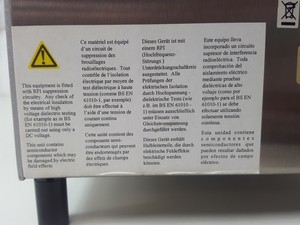 This equipment is fitted
with RFI suppression
circuitry. Any check of
the electrical insulation
by means of high
voltage dielectric testing
(for example as in BS
EN 61010-1) must be
carried out using only a
DC voltage.
This unit contains
semiconductor
components which may
be damaged by electric
field effects
Ce matériel est équipé
d'un circuit de
suppression des
brouillages
radioélectriques. Tout
contrôle de l'isolation
électrique par moyen de
test diélectrique à haute
tension (comme BS EN
61010-1, par exemple)
doit être effectué à
l'aide d'une tension de
courant continu
uniquement.
Cette unité contient des
composants semi-
conducteurs qui peuvent
être endommagés par
des effets de champs
électriques
Dieses Gerät ist mit
einem RFI
(Hochfrequenz-
Störungs-)
Unterdrückungsschaltkreis
ausgestattet. Alle
Prüfungen der
elektrischen Isolation
durch Hochspannung
dielektrische Tests (wie
z.B. im BS EN 61010-1)
dürfen ausschließlich
unter Einsatz von
Gleichstromspannung
durchgeführt werden.
Dieses Gerät enthält
Halbleiterteile, die durch
elektrische Feldeffekte
beschädigt werden
können
Este equipo lleva
incorporado un circuito
supresor de interferencia
radioeléctrica. Toda
comprobación del
aislamiento eléctrico
mediante pruebas
dieléctricas de alto
voltaje (como por
ejemplo BS EN 61010-1) se debe
efectuar utilizando
solamente tensión
continua.
Esta unidad contiene
componentes
semiconductores que
pueden resultar dañados
por efectos de campo
eléctrico.